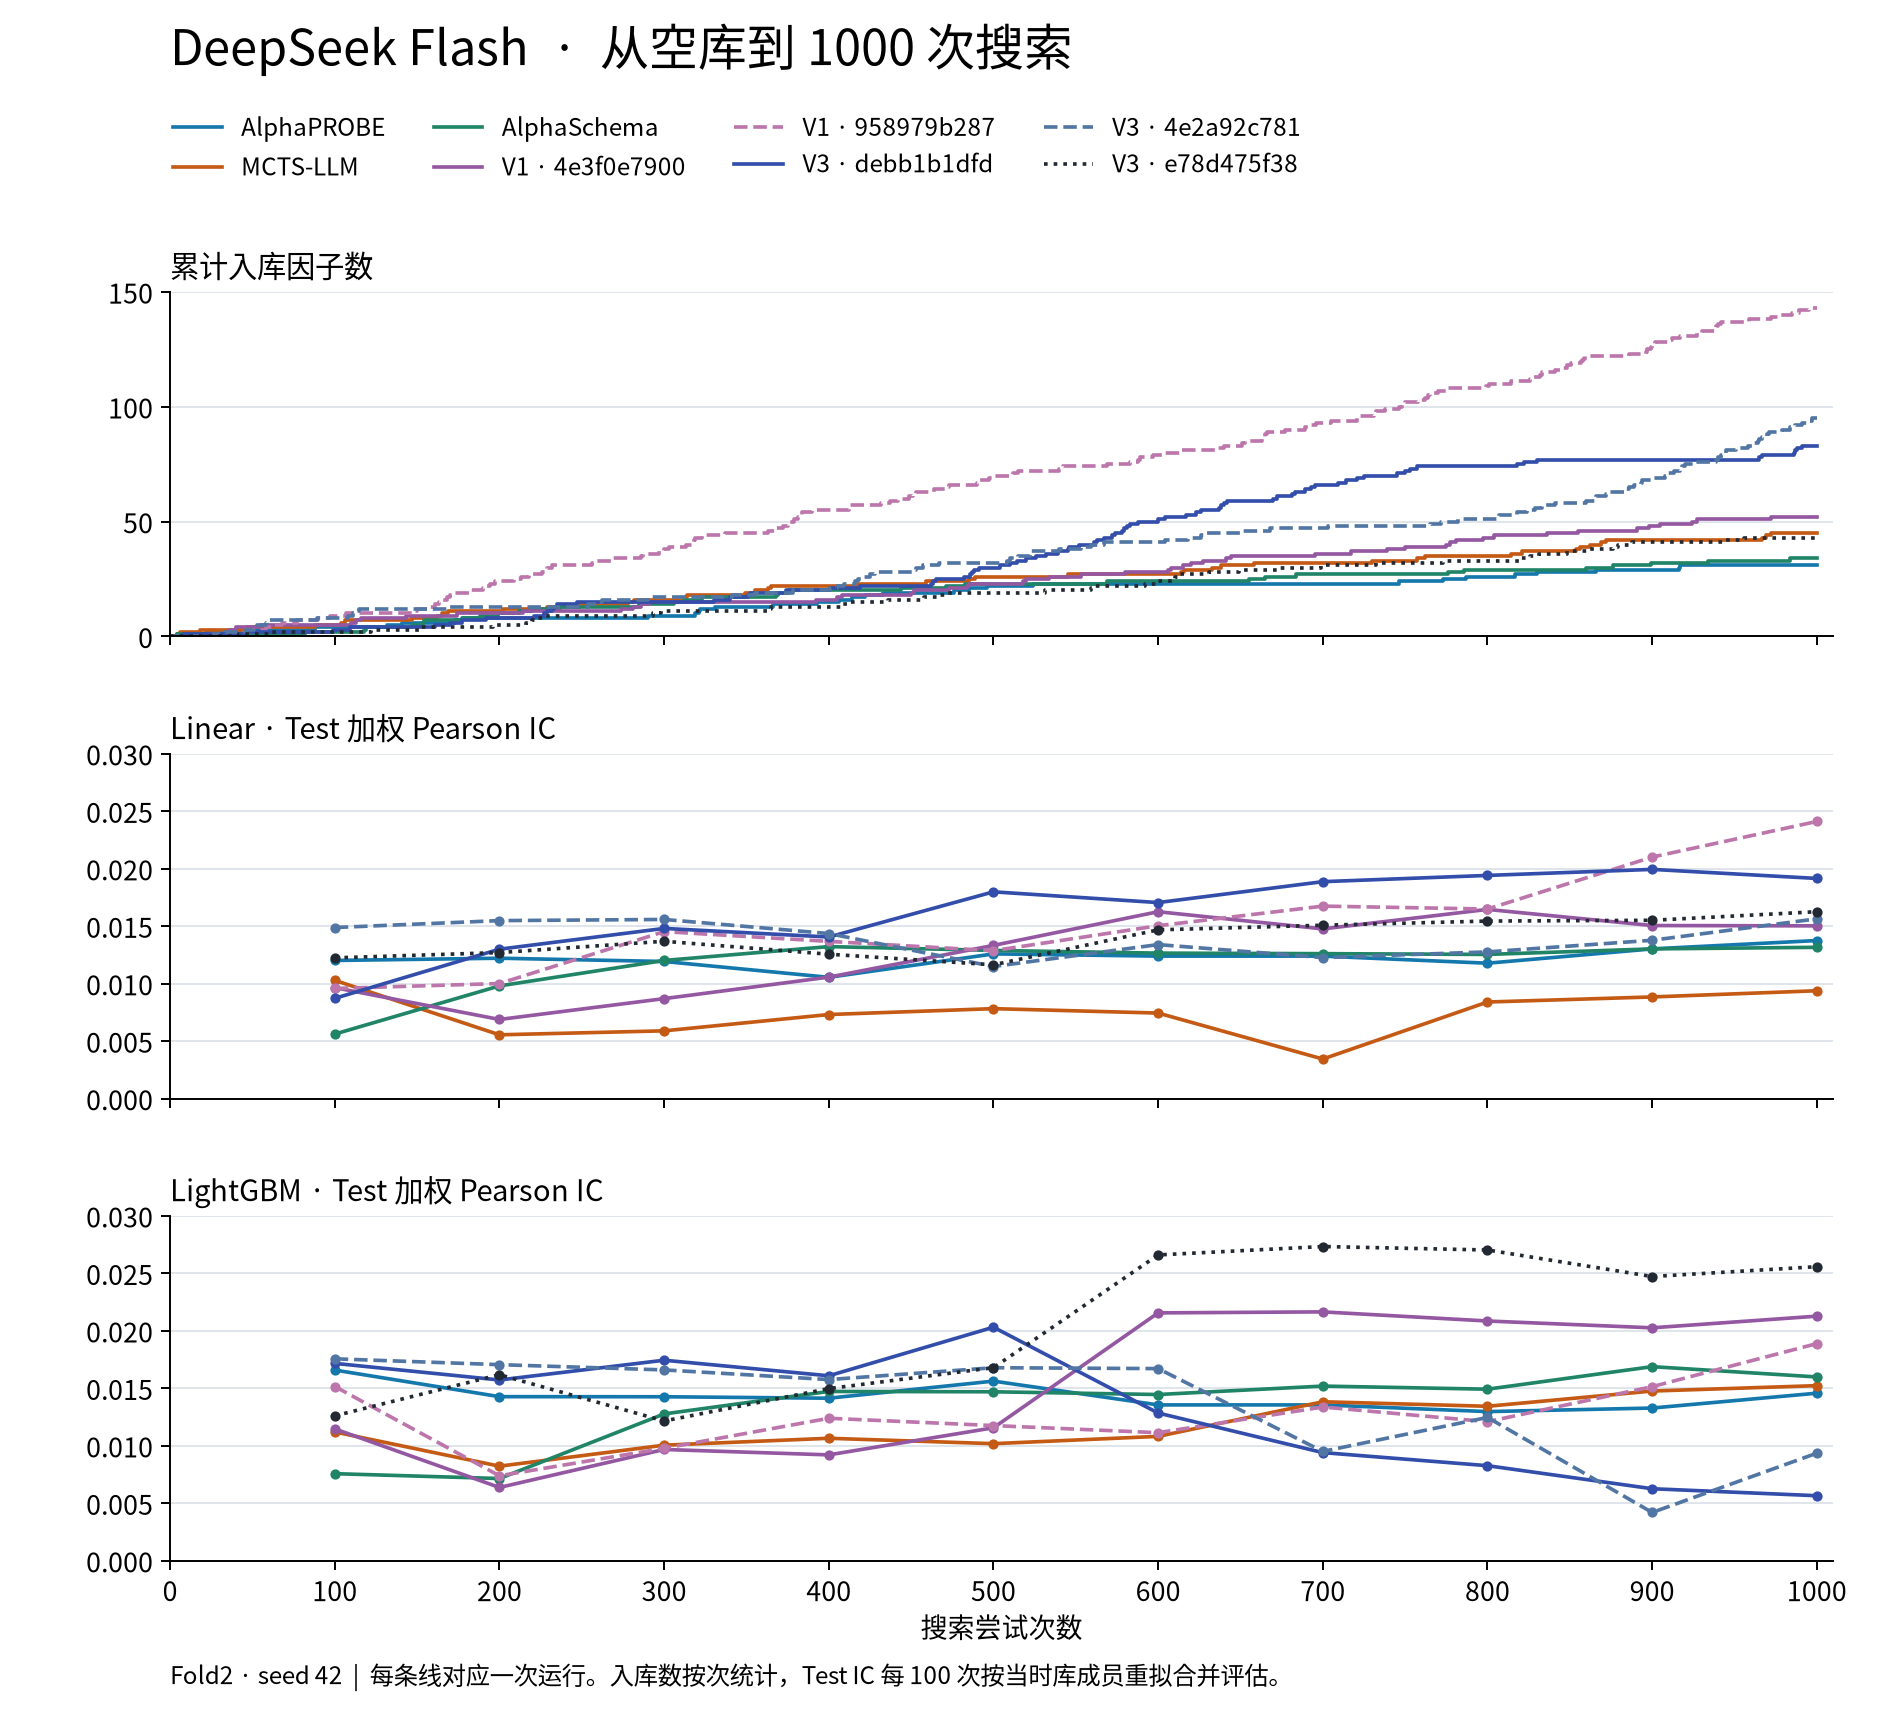 DeepSeek Flash · 从空库到 1000 次搜索
AlphaPROBE
AlphaSchema
V1 · 958979b287
V3 · 4e2a92c781
MCTS-LLM
V1 · 4e3f0e7900
V3 · debb1b1dfd
V3 · e78d475f38
累计入库因子数
150
100
50
0
Linear · Test 加权 Pearson IC
0.030
0.025
0.020
0.015
0.010
0.005
0.000
LightGBM · Test 加权 Pearson IC
0.030
0.025
0.020
0.015
0.010
0.005
0.000
0 100 200 300 400 500 600 700 800 900 1000
搜索尝试次数
Fold2 · seed 42｜每条线对应一次运行。入库数按次统计，Test IC 每 100 次按当时库成员重拟合并评估。